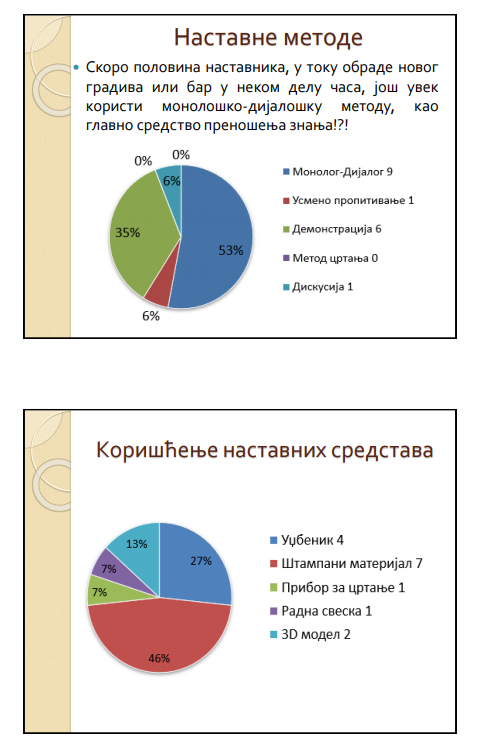 Наставне методе
• Скоро половина наставника, у току обраде новог
градива или бар у неком делу часа, још увек
користи монолошко-дијалошку методу, као
главно средство преношења знања!?!
0%
0%
6%
35%
53%
6%
Монолог-Дијалог 9
Усмено пропитивање 1
Демонстрација 6
Метод цртања 0
Дискусија 1
Коришћење наставних средстава
13%
27%
7%
7%
46%
Уџбеник 4
Штампани материјал 7
Прибор за цртање 1
Радна свеска 1
3D модел 2